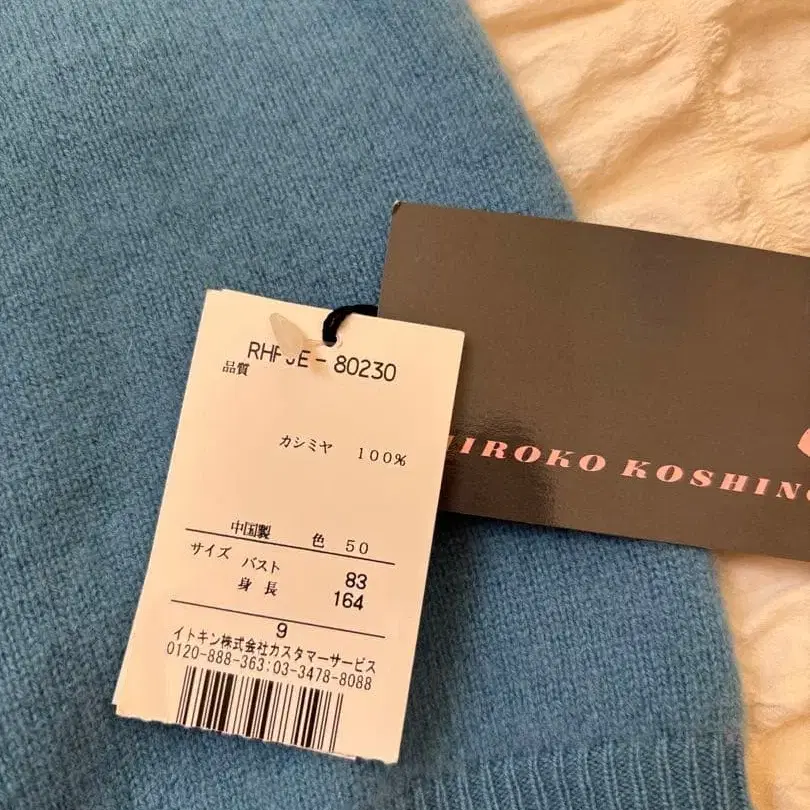 80230
品質
カシミヤ 100%
中国製 色 50
サイズ バスト 83
身長 164
9
イトキン株式会社カスタマーサービス
0120-888-363:03-3478-8088
HIROKO KOSHINO